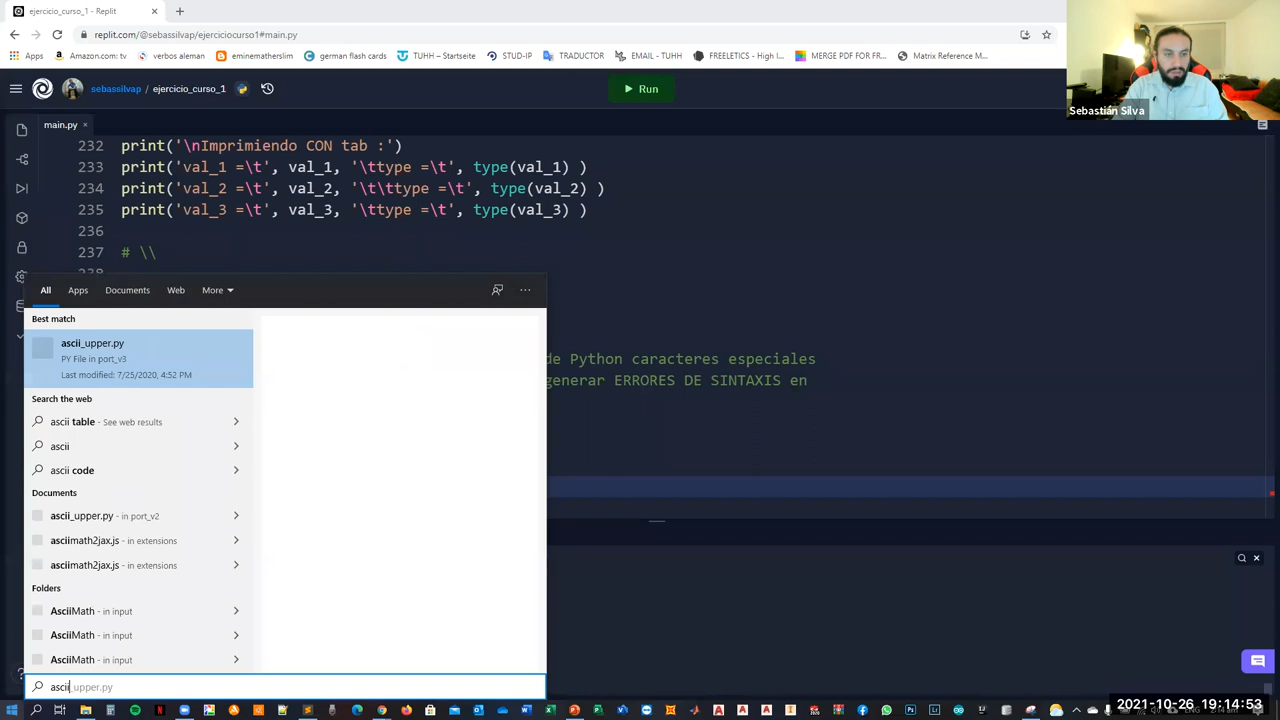 ejercicio_curso_1 - Replit
replit.com/@sebassilvap/ejerciciocurso1#main.py
Apps
Amazon.com: tv
verbos aleman
eminematherslim
german flash cards
TUHH – Startseite
STUD-IP
TRADUCTOR
EMAIL - TUHH
FREELETICS - High I...
MERGE PDF FOR FR...
Matrix Reference M...
Sebastián Silva
sebassilvap / ejercicio_curso_1
Run
main.py
232 print('\nImprimiendo CON tab :')
233 print('val_1 =\t', val_1, '\ttype =\t', type(val_1) )
234 print('val_2 =\t', val_2, '\t\ttype =\t', type(val_2) )
235 print('val_3 =\t', val_3, '\ttype =\t', type(val_3) )
236
237 # \\
238
de Python caracteres especiales
generar ERRORES DE SINTAXIS en
All Apps Documents Web More
Best match
ascii_upper.py
PY File in port_v3
Last modified: 7/25/2020, 4:52 PM
Search the web
ascii table - See web results
ascii
ascii code
Documents
ascii_upper.py - in port_v2
asciimath2jax.js - in extensions
asciimath2jax.js - in extensions
Folders
AsciiMath - in input
AsciiMath - in input
AsciiMath - in input
ascii_upper.py
2021-10-26 19:14:53